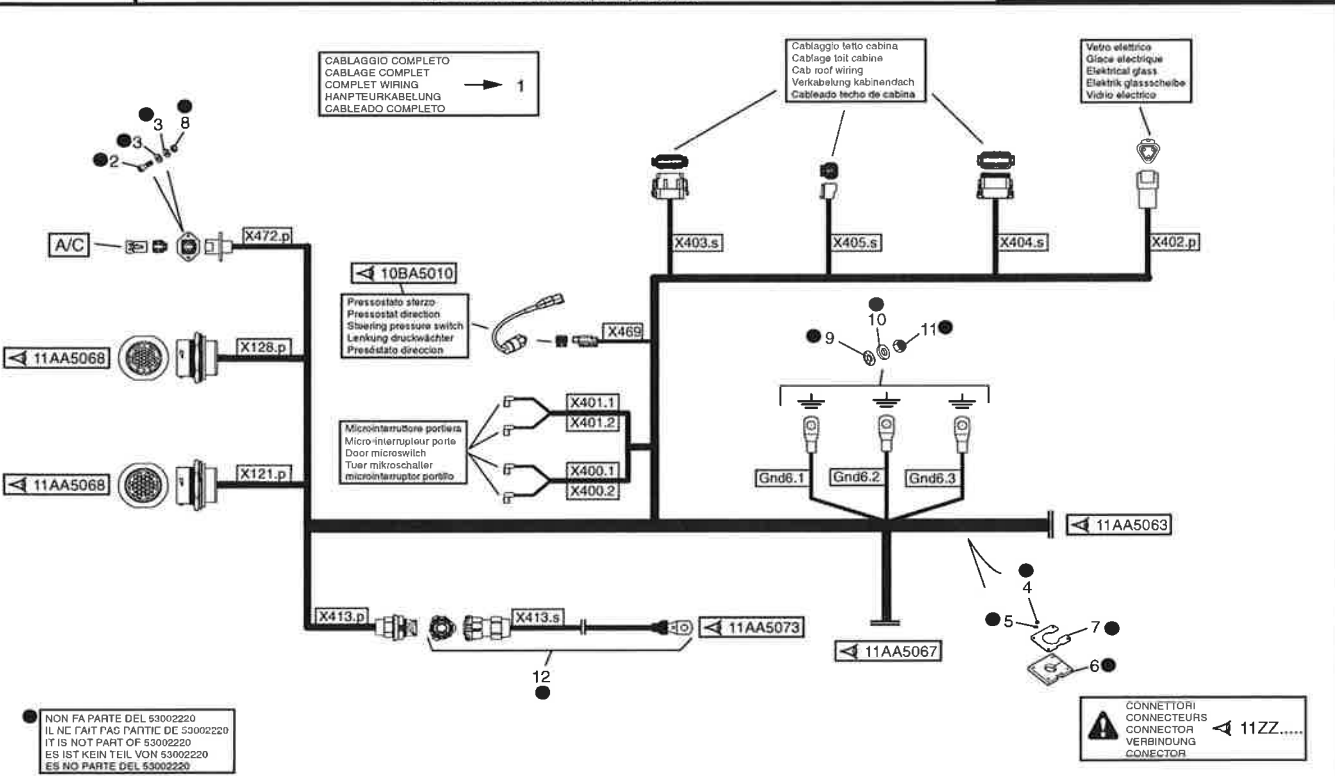 CABLAGGIO COMPLETO
CABLAGE COMPLET
COMPLET WIRING
HANPTEURKABELUNG
CABLEADO COMPLETO
1
Cablaggio tetto cabina
Cablage toit cabine
Cab roof wiring
Verkabelung kabinendach
Cableado techo de cabina
Vetro elettrico
Glace electrique
Elektrical glass
Elektrik glassscheibe
Vidrio electrico
3
8
3
2
A/C
X472.p
X403.s
X405.s
X404.s
X402.p
10BA5010
Pressostato sterzo
Pressostat direction
Steering pressure switch
Lenkung druckwächter
Preséstato direccion
X469
11AA5068
X128.p
9
10
11
X401.1
X401.2
Microinterruttore portiera
Micro-interrupteur porte
Door microswitch
Tuer mikroschalter
microinterruptor portillo
X400.1
X400.2
11AA5068
X121.p
Gnd6.1
Gnd6.2
Gnd6.3
11AA5063
4
5
7
6
X413.p
X413.s
11AA5073
12
11AA5067
NON FA PARTE DEL 53002220
IL NE FAIT PAS PARTIE DE 53002220
IT IS NOT PART OF 53002220
ES IST KEIN TEIL VON 53002220
ES NO PARTE DEL 53002220
CONNETTORI
CONNECTEURS
CONNECTOR
VERBINDUNG
CONECTOR
11ZZ.....